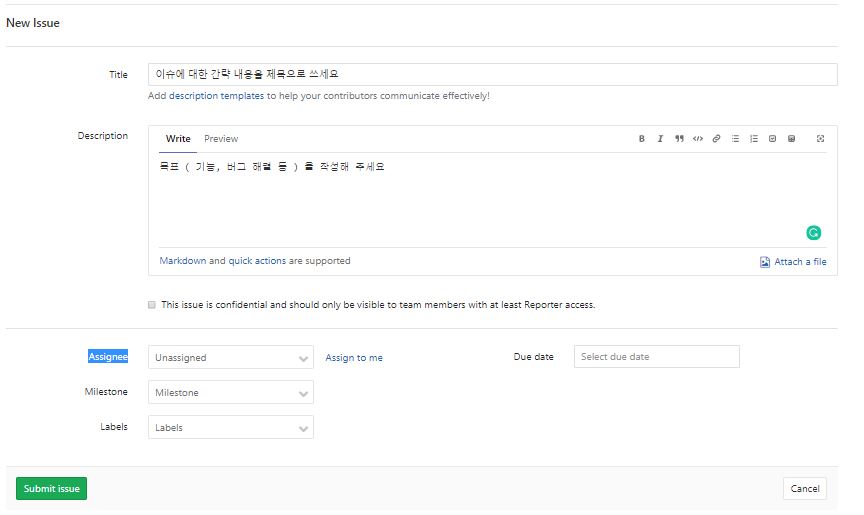 New Issue
Title 이슈에 대한 간략 내용을 제목으로 쓰세요
Add description templates to help your contributors communicate effectively!
Description Write Preview
목표 ( 기능, 버그 해결 등 ) 를 작성해 주세요
Markdown and quick actions are supported Attach a file
This issue is confidential and should only be visible to team members with at least Reporter access.
Assignee Unassigned Assign to me Due date Select due date
Milestone Milestone
Labels Labels
Submit issue Cancel